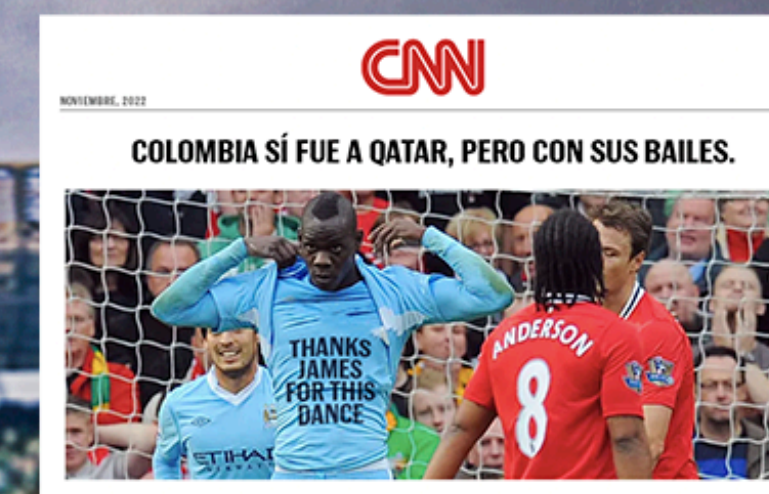 CNN
NOVIEMBRE, 2022
COLOMBIA SÍ FUE A QATAR, PERO CON SUS BAILES.
THANKS
JAMES
FOR THIS
DANCE
ANDERSON
8
ETIHAD
AIRWAYS